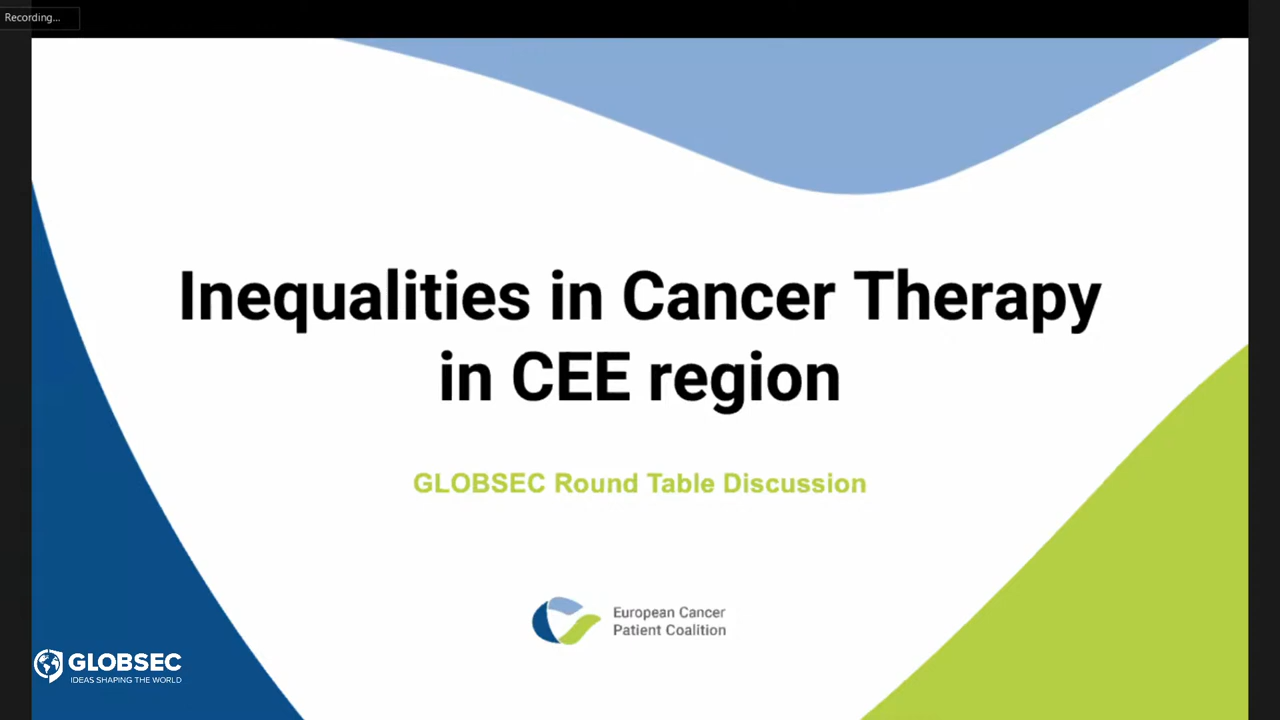 Recording...
Inequalities in Cancer Therapy
in CEE region
GLOBSEC Round Table Discussion
European Cancer
Patient Coalition
GLOBSEC
IDEAS SHAPING THE WORLD